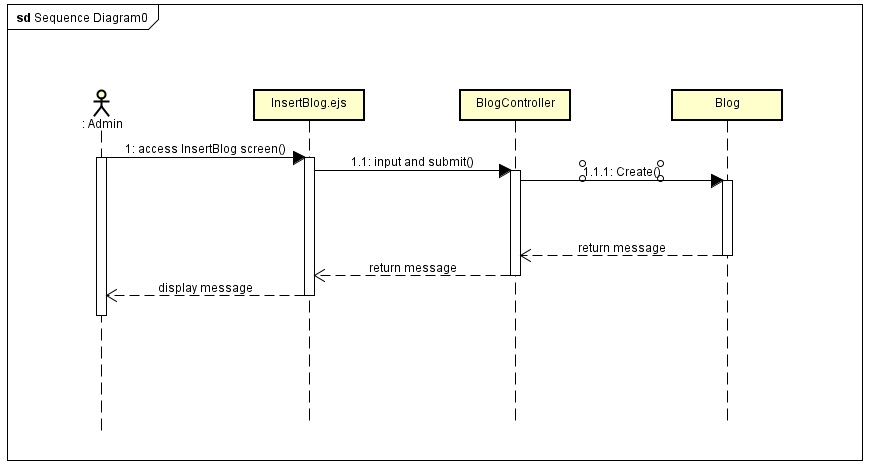 sd Sequence Diagram0
InsertBlog.ejs
BlogController
Blog
: Admin
1: access InsertBlog screen()
1.1: input and submit()
1.1.1: Create()
return message
return message
display message